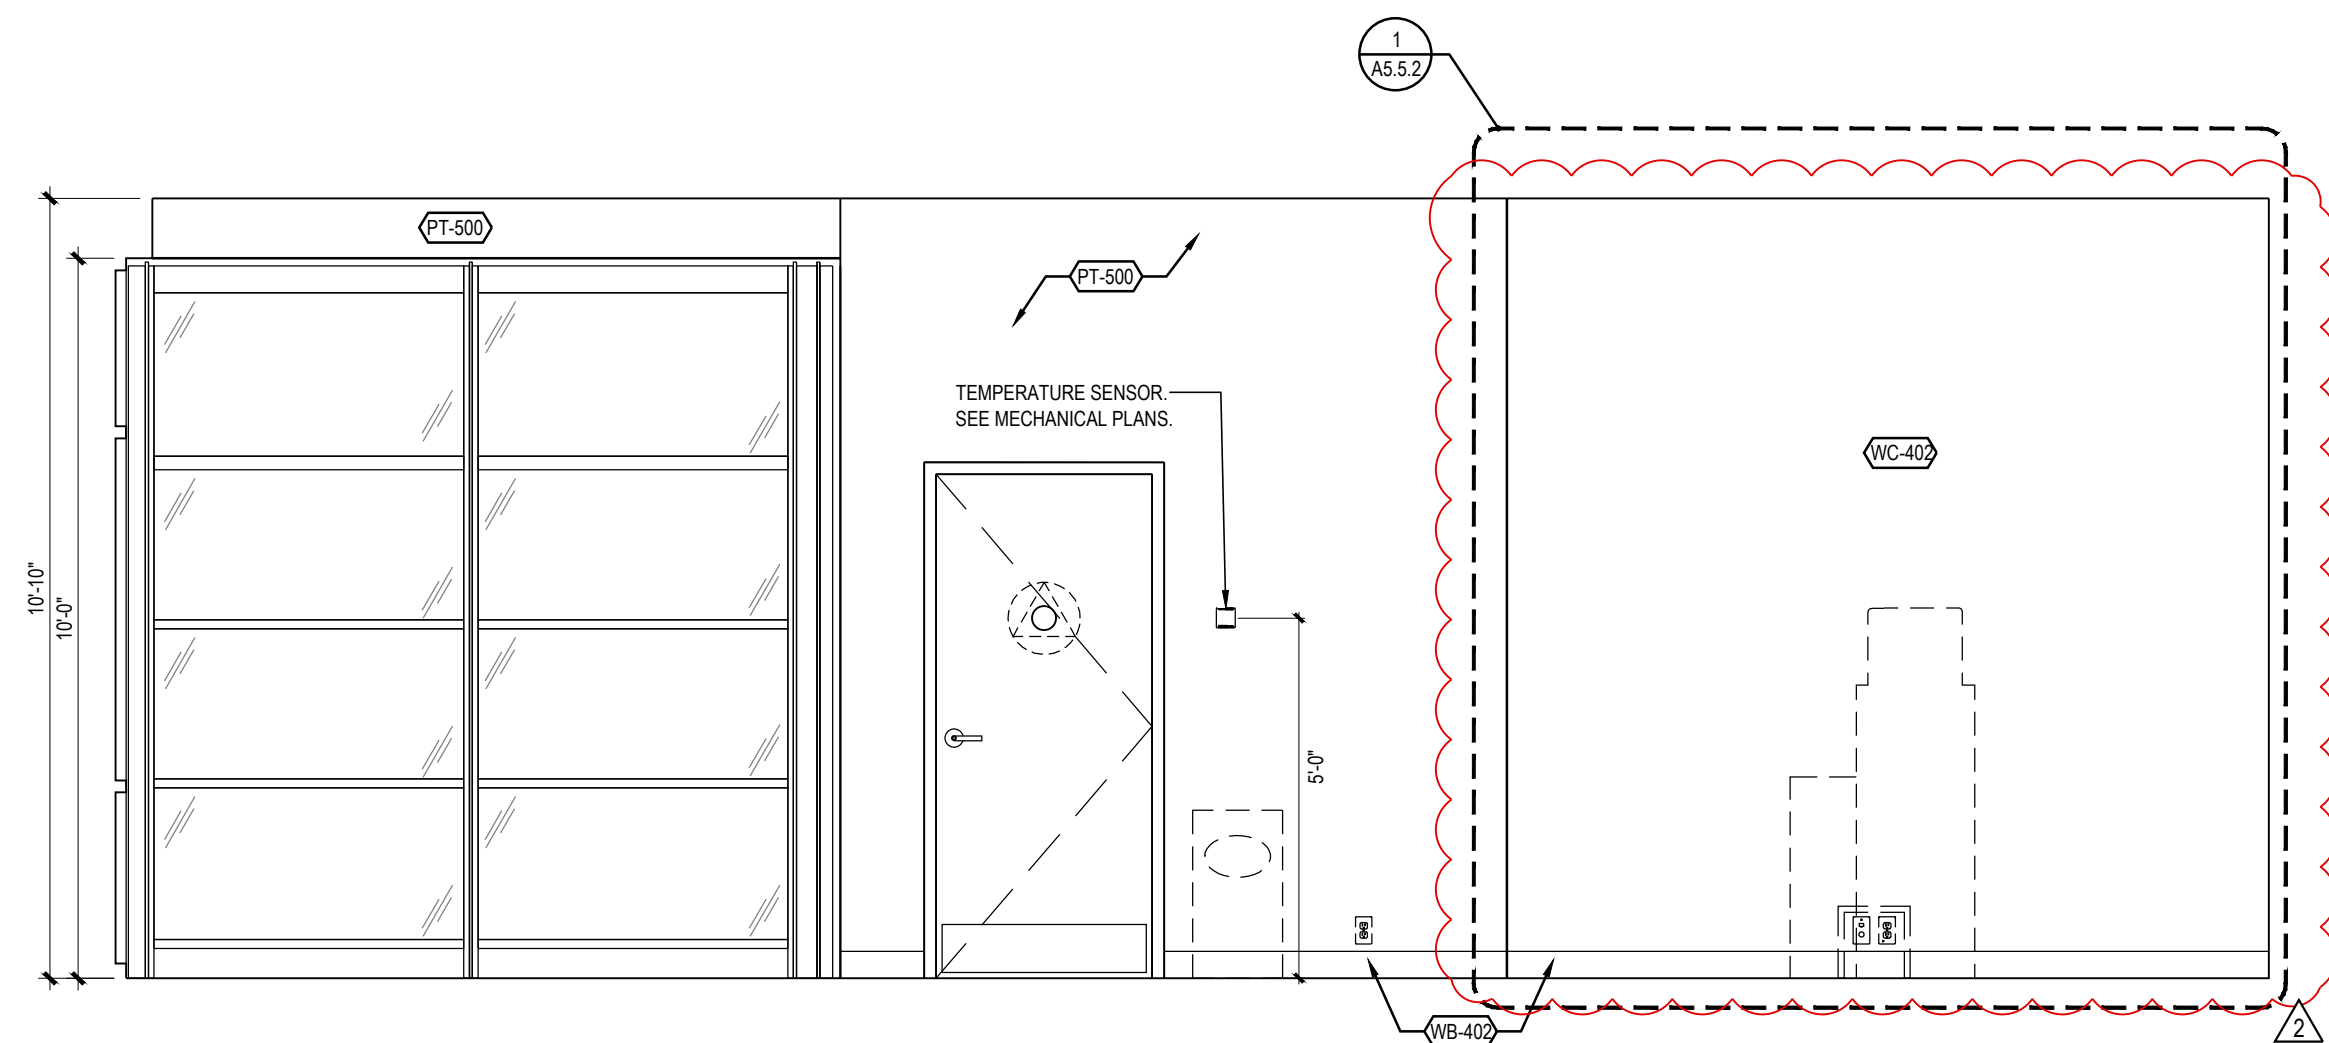 1
A5.5.2
PT-500
PT-500
TEMPERATURE SENSOR.
SEE MECHANICAL PLANS.
WC-402
10'-10"
10'-0"
5'-0"
WB-402
2